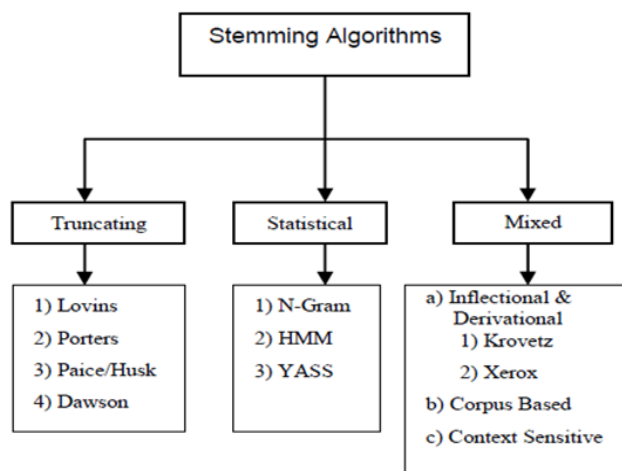 Stemming Algorithms
Truncating
Statistical
Mixed
1) Lovins
2) Porters
3) Paice/Husk
4) Dawson
1) N-Gram
2) HMM
3) YASS
a) Inflectional &
Derivational
1) Krovetz
2) Xerox
b) Corpus Based
c) Context Sensitive